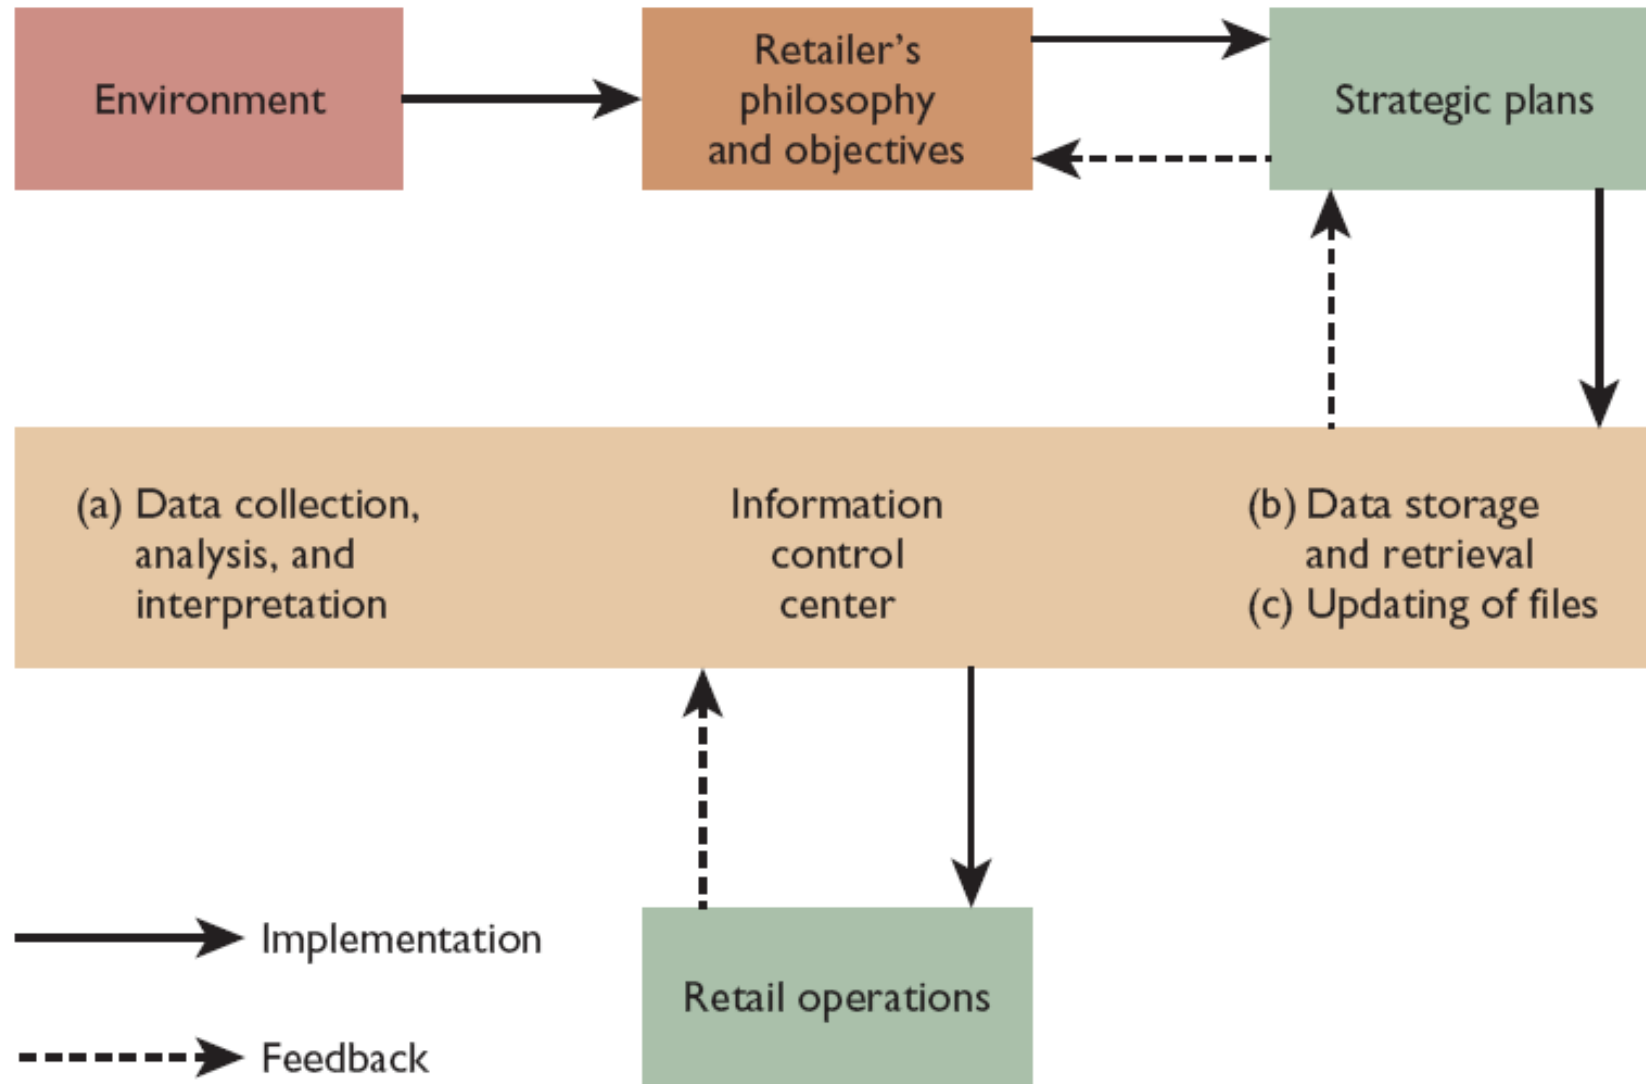 Environment
Retailer's
philosophy
and objectives
Strategic plans
(a) Data collection,
analysis, and
interpretation
Information
control
center
(b) Data storage
and retrieval
(c) Updating of files
Implementation
Feedback
Retail operations